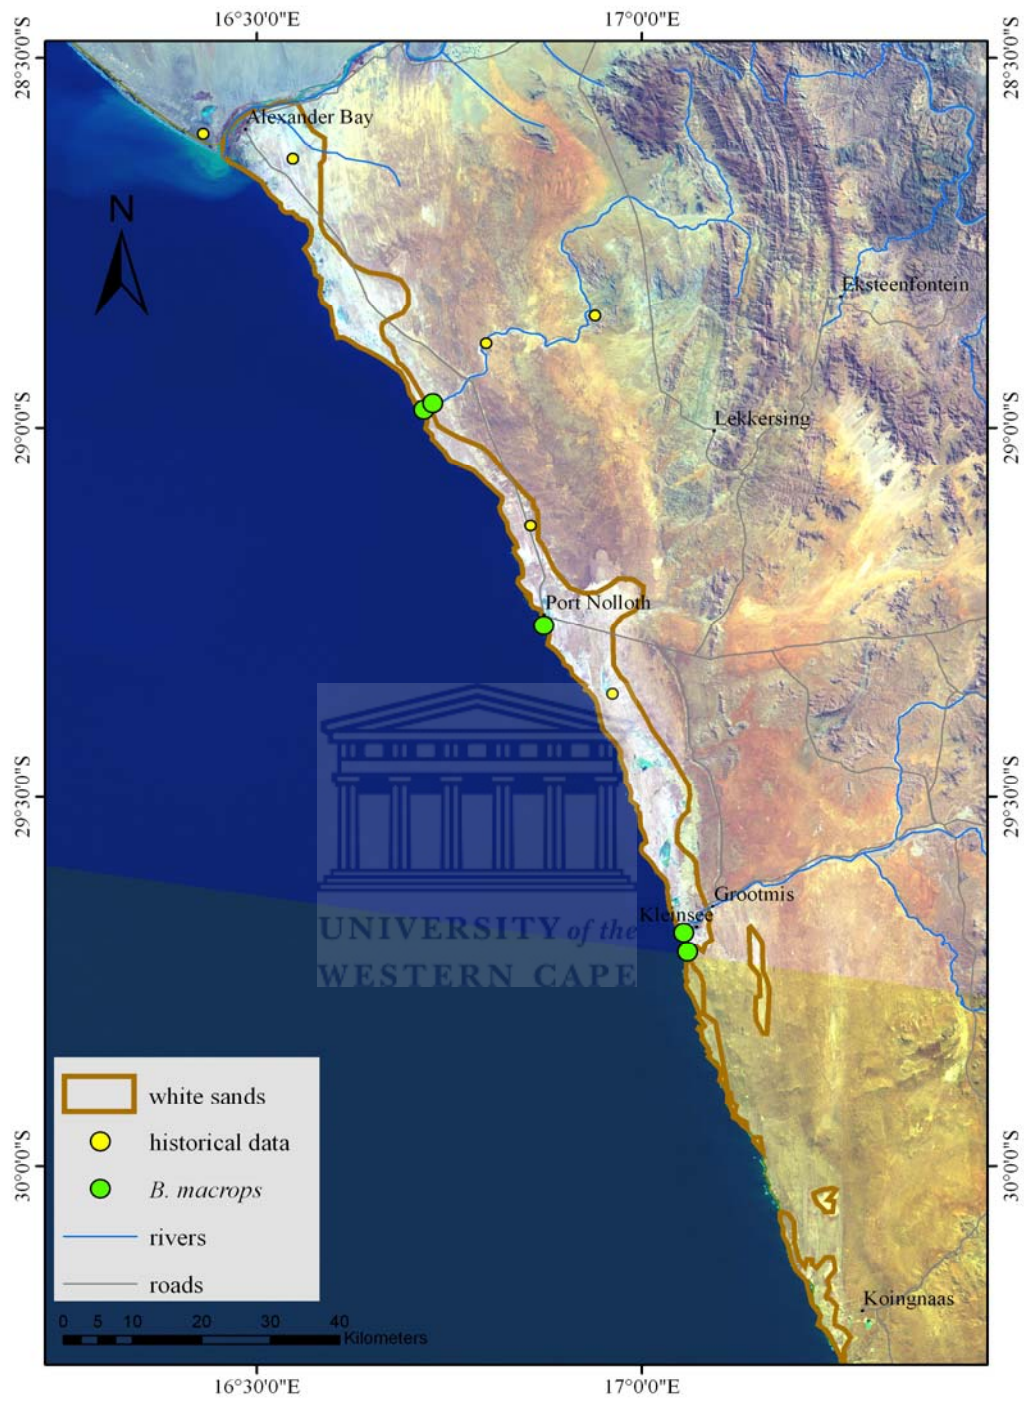 16°30'0"E 17°0'0"E
28°30'0"S 28°30'0"S
Alexander Bay
N
Eksteenfontein
Lekkersing
29°0'0"S 29°0'0"S
Port Nolloth
29°30'0"S 29°30'0"S
Grootmis
Kleinsee
UNIVERSITY of the
WESTERN CAPE
white sands
historical data
B. macrops
rivers
roads
30°0'0"S 30°0'0"S
Koingnaas
0 5 10 20 30 40
Kilometers
16°30'0"E 17°0'0"E